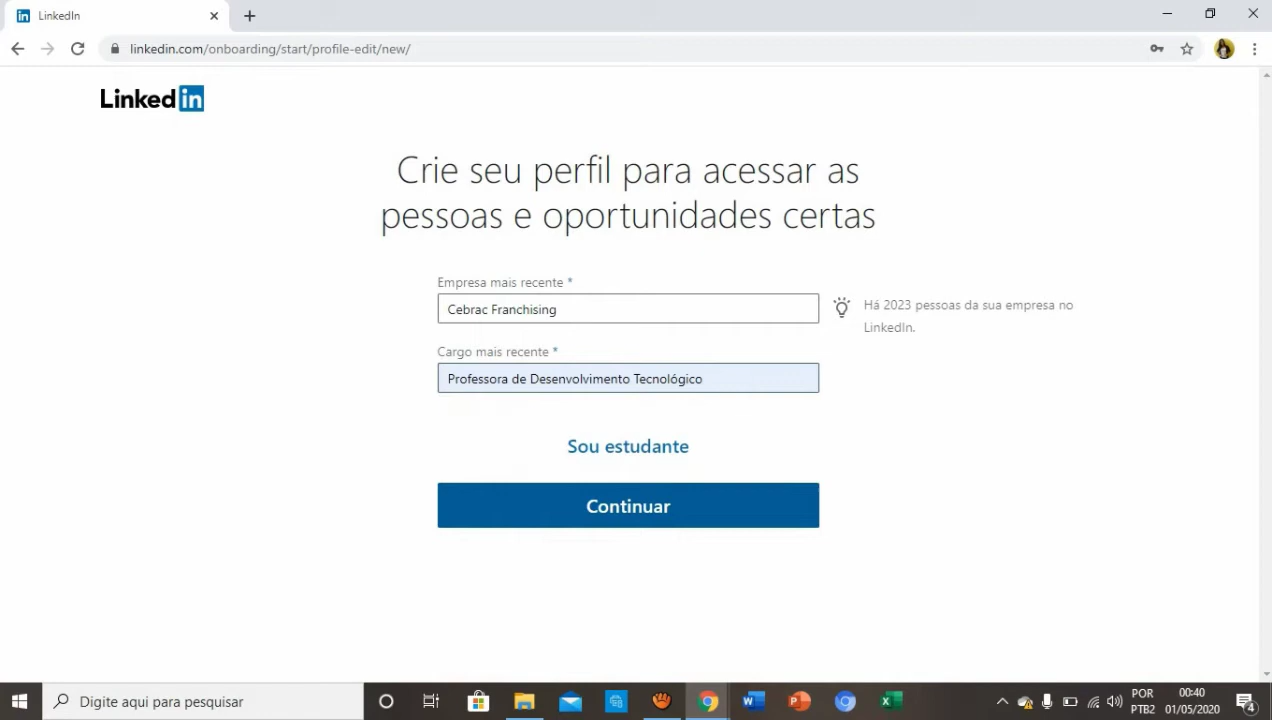 LinkedIn
linkedin.com/onboarding/start/profile-edit/new/
Linkedin
Crie seu perfil para acessar as
pessoas e oportunidades certas
Empresa mais recente *
Cebrac Franchising
Há 2023 pessoas da sua empresa no
LinkedIn.
Cargo mais recente *
Professora de Desenvolvimento Tecnológico
Sou estudante
Continuar
Digite aqui para pesquisar
POR
PTB2
00:40
01/05/2020
4